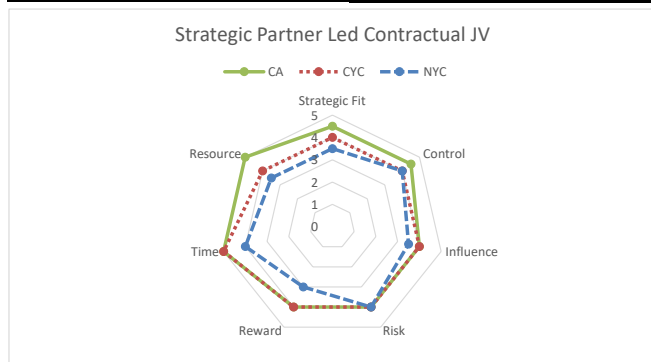 Strategic Partner Led Contractual JV
CA CYC NYC
Strategic Fit
5
Resource 4 Control
3
2
1
0
Time Influence
Reward Risk